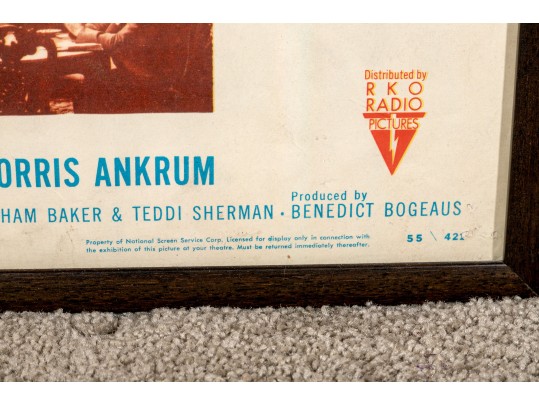 Distributed by
RKO
RADIO
PICTURES
ORRIS ANKRUM
HAM BAKER & TEDDI SHERMAN · Produced by
BENEDICT BOGEAUS
Property of National Screen Service Corp. Licensed for display only in connection with
the exhibition of this picture at your theatre. Must be returned immediately thereafter.
55 \ 421